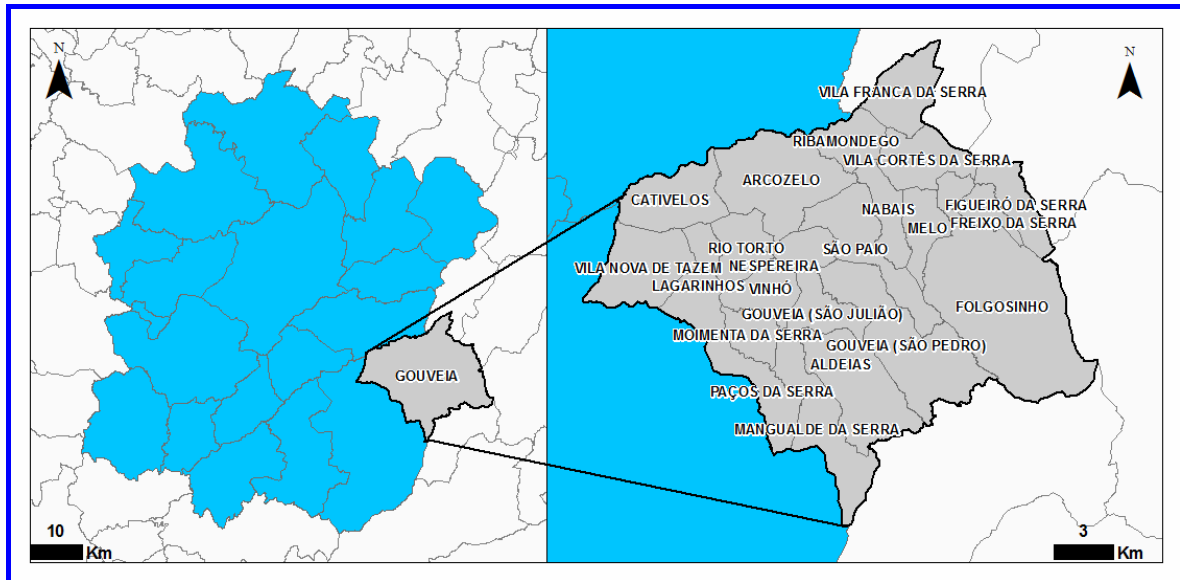 N
GOUVEIA
10
Km
N
VILA FRANCA DA SERRA
RIBAMONDEGO
VILA CORTÊS DA SERRA
ARCOZELO
CATIVELOS
NABAIS
FIGUEIRÓ DA SERRA
MELO
FREIXO DA SERRA
RIO TORTO
SÃO PAIO
VILA NOVA DE TAZEM
NESPEREIRA
LAGARINHOS
VINHÓ
FOLGOSINHO
GOUVEIA (SÃO JULIÃO)
MOIMENTA DA SERRA
GOUVEIA (SÃO PEDRO)
ALDEIAS
PAÇOS DA SERRA
MANGUALDE DA SERRA
3
Km